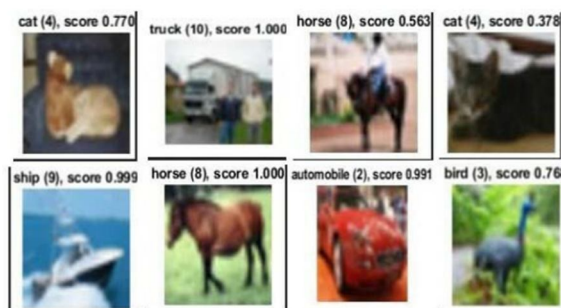 cat (4), score 0.770
truck (10), score 1.000
horse (8), score 0.563
cat (4), score 0.378
ship (9), score 0.999
horse (8), score 1.000
automobile (2), score 0.991
bird (3), score 0.76